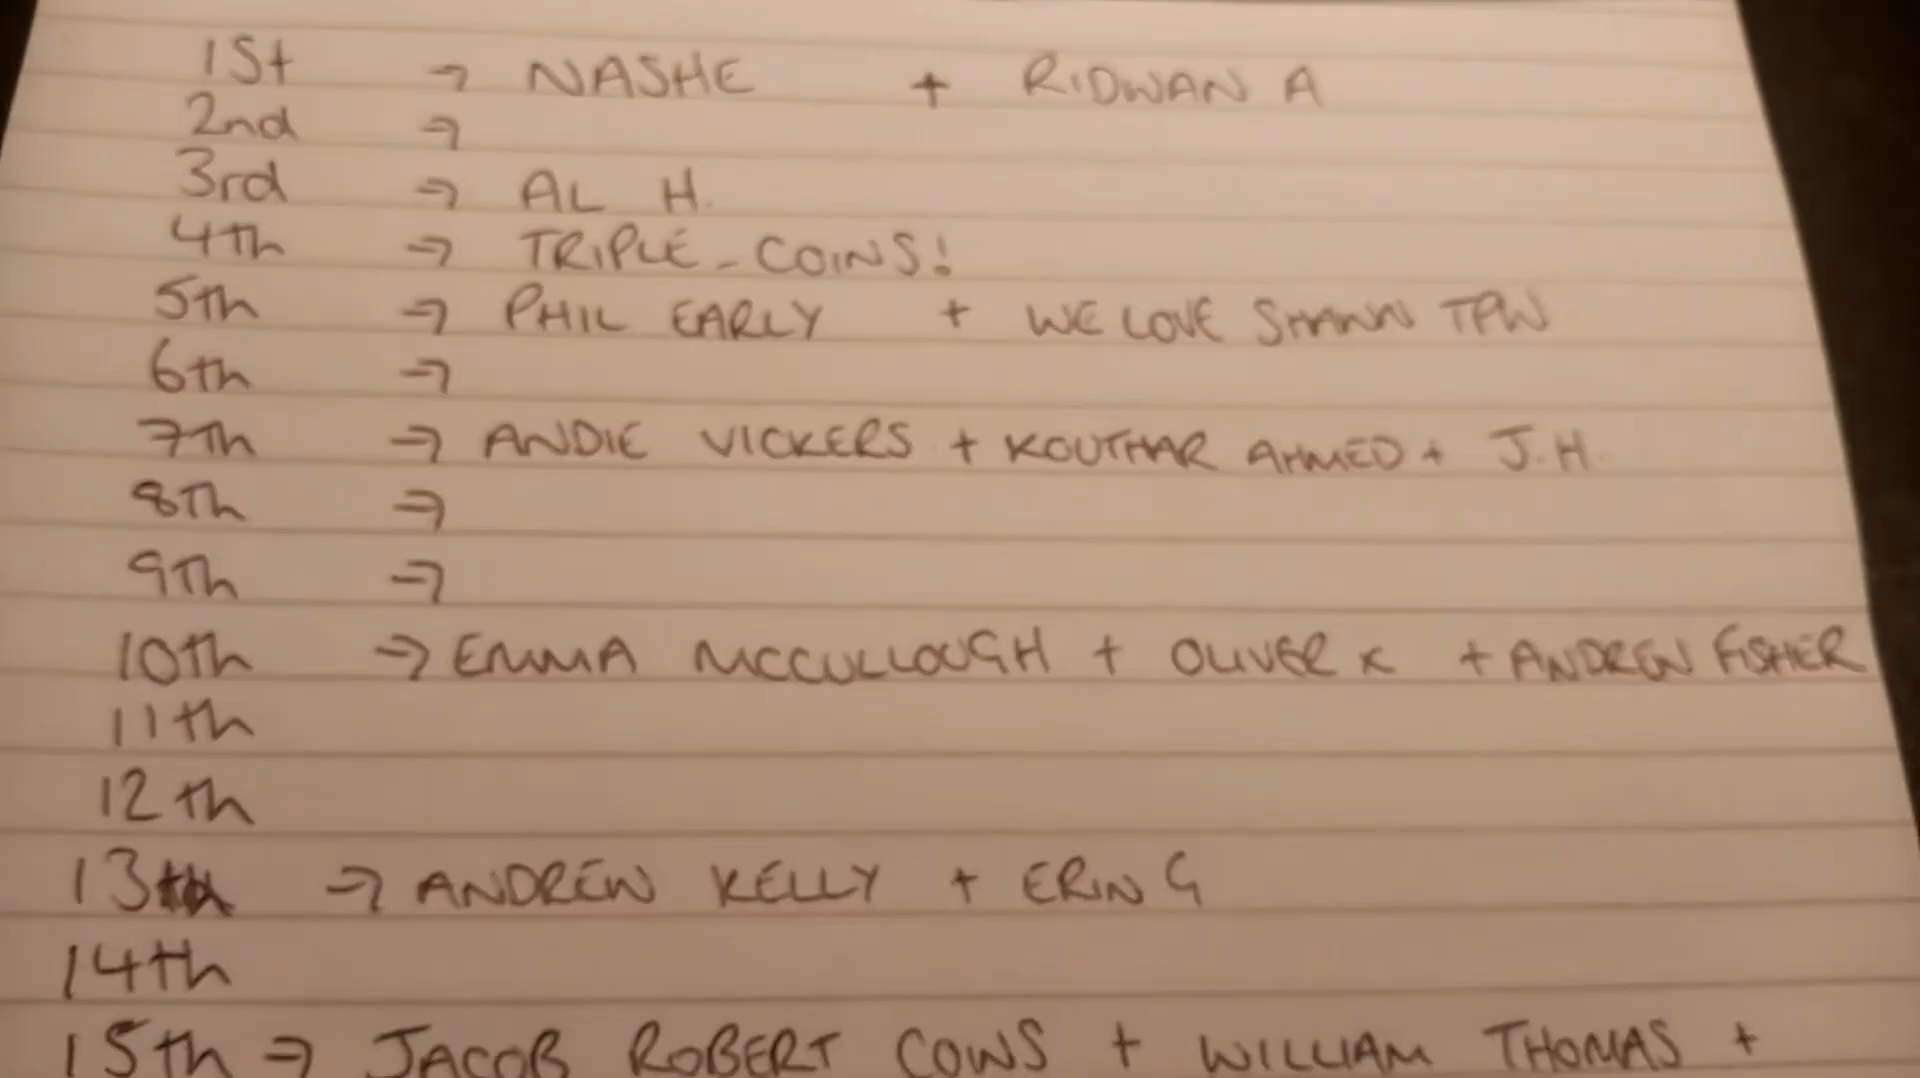 1st → NASHE + RIDWAN A
2nd →
3rd → AL H.
4th → TRIPLE-COINS!
5th → PHIL EARLY + WE LOVE SHAWN TPW
6th →
7th → ANDIE VICKERS + KOUTHAR AHMED + J.H.
8th →
9th →
10th → EMMA MCCULLOUGH + OLIVER K + ANDREW FISHER
11th
12th
13th → ANDREW KELLY + ERIN G
14th
15th → JACOB ROBERT COWS + WILLIAM THOMAS +